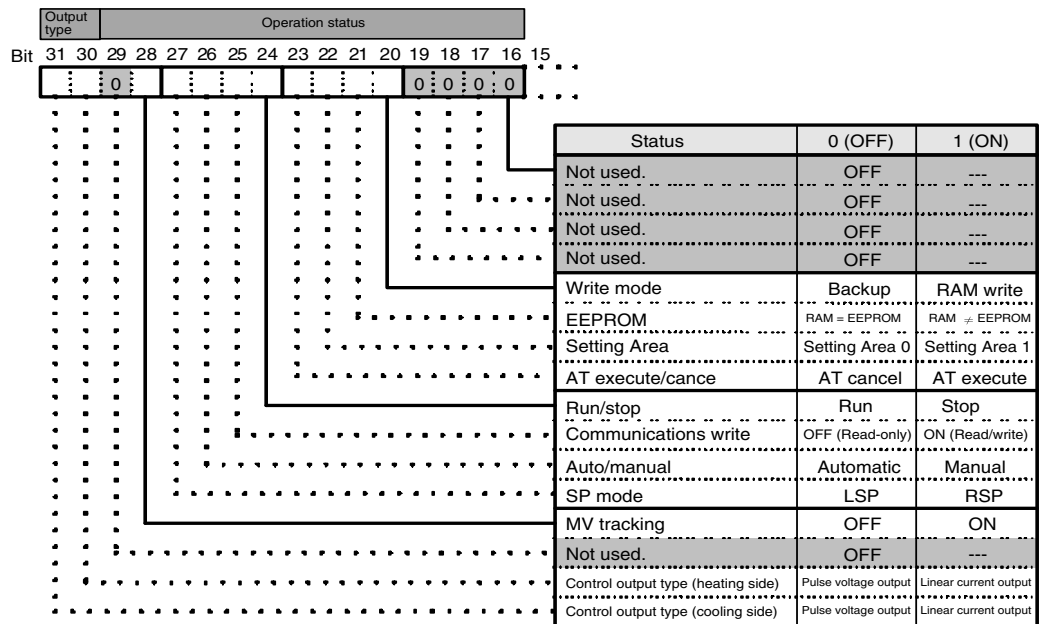 Output type
Operation status
Bit 31 30 29 28 27 26 25 24 23 22 21 20 19 18 17 16 15
0 0 0 0 0
Status 0 (OFF) 1 (ON)
Not used. OFF ---
Not used. OFF ---
Not used. OFF ---
Not used. OFF ---
Write mode Backup RAM write
EEPROM RAM = EEPROM RAM ≠ EEPROM
Setting Area Setting Area 0 Setting Area 1
AT execute/cance AT cancel AT execute
Run/stop Run Stop
Communications write OFF (Read-only) ON (Read/write)
Auto/manual Automatic Manual
SP mode LSP RSP
MV tracking OFF ON
Not used. OFF ---
Control output type (heating side) Pulse voltage output Linear current output
Control output type (cooling side) Pulse voltage output Linear current output